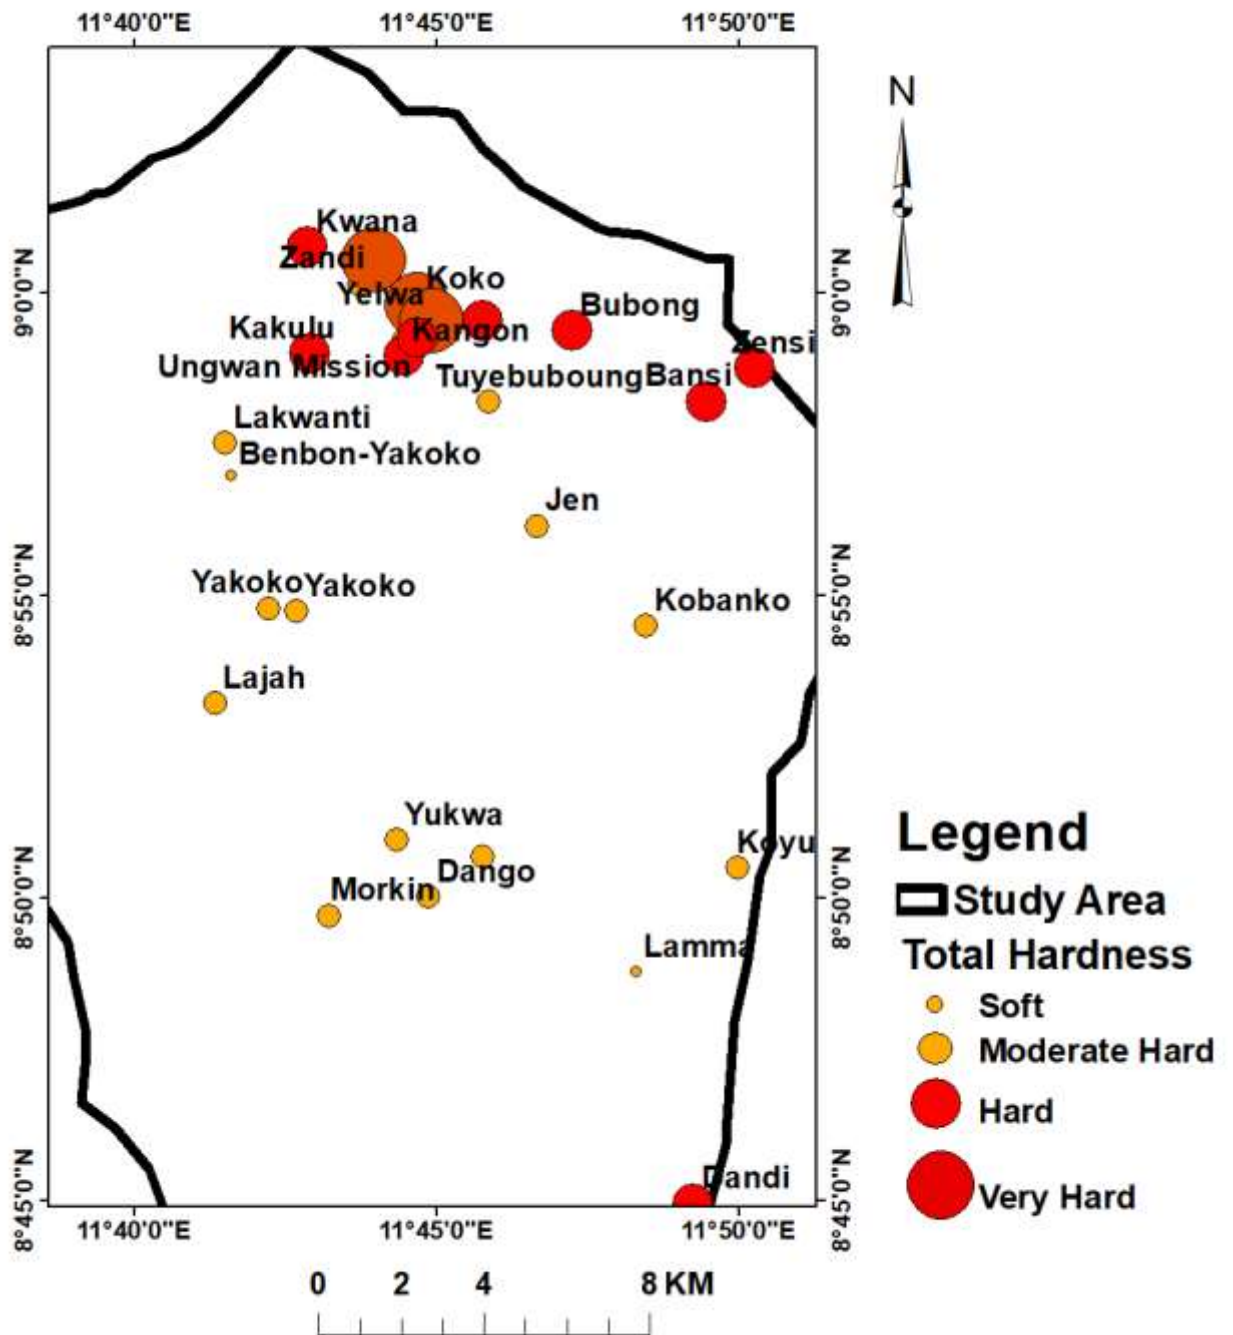 11°40'0"E 11°45'0"E 11°50'0"E
N
Kwana
Zandi
9°0'0"N
Koko
Yelwa
9°0'0"N
Bubong
Kakulu
Kangon
Zensi
Ungwan Mission
Tuyebuboung
Bansi
Lakwanti
Benbon-Yakoko
Jen
8°55'0"N
Yakoko
Yakoko
8°55'0"N
Kobanko
Lajah
Yukwa
Koyu
Dango
8°50'0"N
Morkin
8°50'0"N
Lamma
Dandi
8°45'0"N
8°45'0"N
11°40'0"E 11°45'0"E 11°50'0"E
0 2 4 8 KM
Legend
Study Area
Total Hardness
Soft
Moderate Hard
Hard
Very Hard